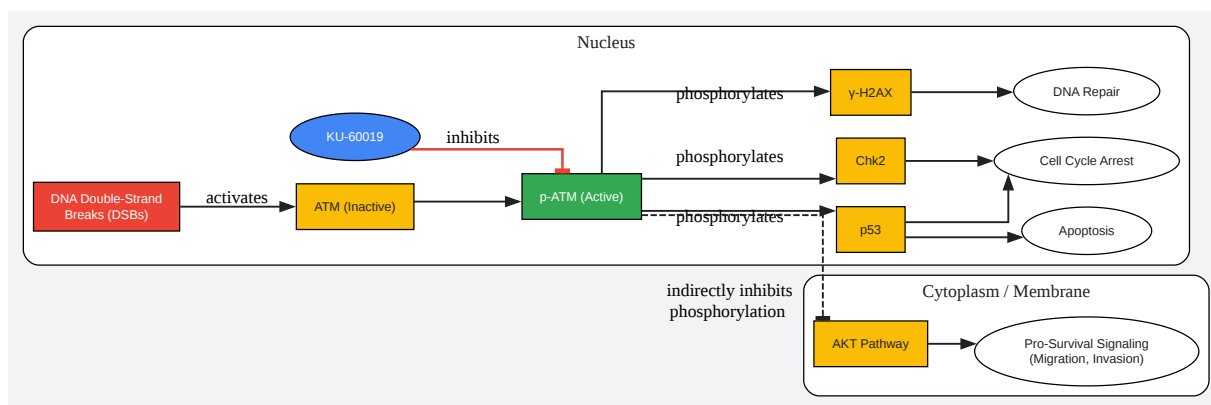 Nucleus
phosphorylates
γ-H2AX
DNA Repair
KU-60019
inhibits
phosphorylates
Chk2
Cell Cycle Arrest
DNA Double-Strand
Breaks (DSBs)
activates
ATM (Inactive)
p-ATM (Active)
phosphorylates
p53
Apoptosis
indirectly inhibits
phosphorylation
Cytoplasm / Membrane
AKT Pathway
Pro-Survival Signaling
(Migration, Invasion)